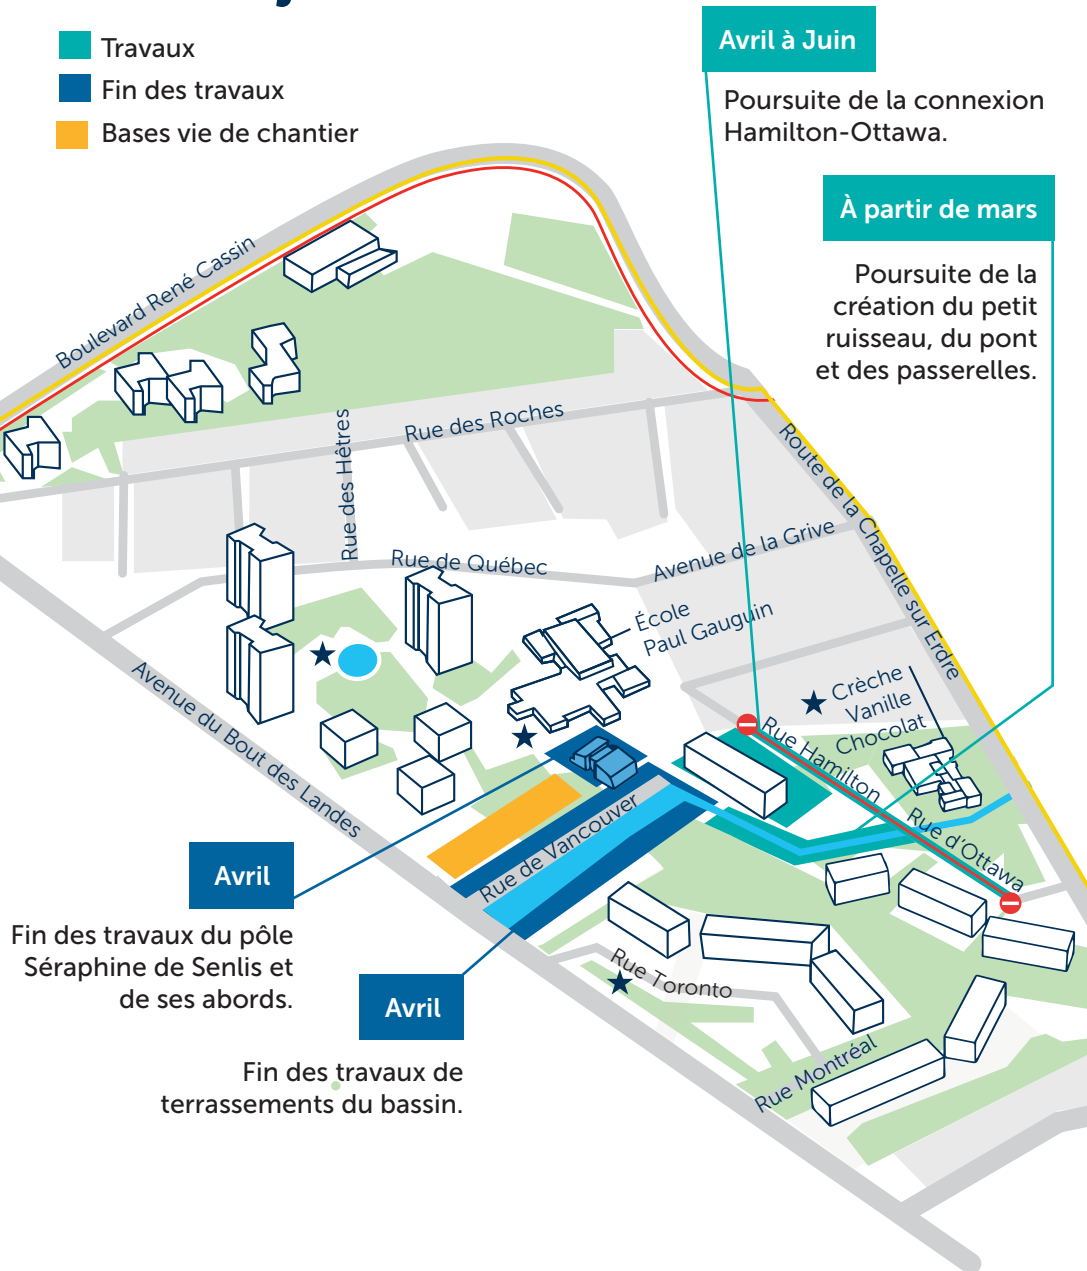 Travaux
Fin des travaux
Bases vie de chantier
Avril à Juin
Poursuite de la connexion
Hamilton-Ottawa.
À partir de mars
Poursuite de la
création du petit
ruisseau, du pont
et des passerelles.
Boulevard René Cassin
Rue des Roches
Rue des Hêtres
Route de la Chapelle sur Erdre
Rue de Québec
Avenue de la Grive
École
Paul Gauguin
Avenue du Bout des Landes
Crèche
Vanille
Chocolat
Rue Hamilton
Rue d'Ottawa
Rue de Vancouver
Avril
Fin des travaux du pôle
Séraphine de Senlis et
de ses abords.
Avril
Fin des travaux de
terrassements du bassin.
Rue Toronto
Rue Montréal